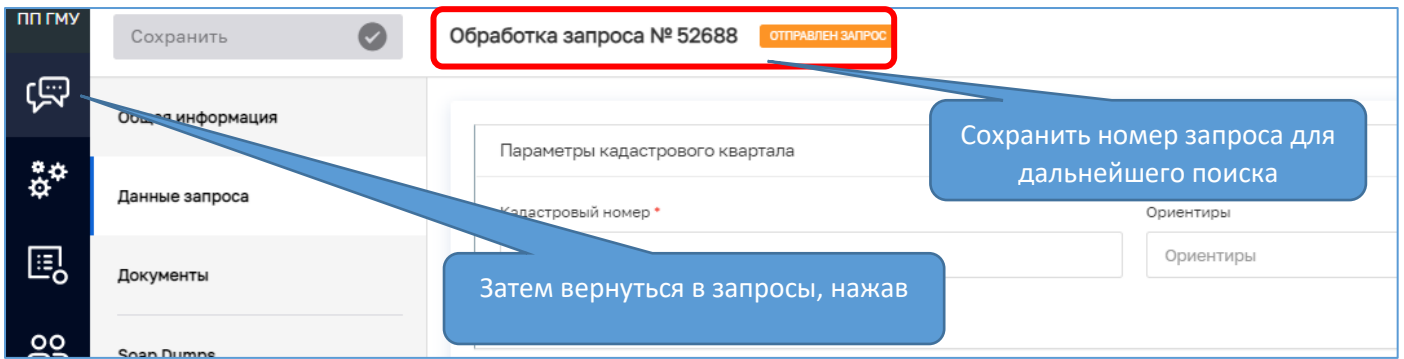 ПП ГМУ
Сохранить
Обработка запроса № 52688
ОТПРАВЛЕН ЗАПРОС
Общая информация
Данные запроса
Документы
Soap Dumps
Параметры кадастрового квартала
Кадастровый номер *
Ориентиры
Ориентиры
Сохранить номер запроса для
дальнейшего поиска
Затем вернуться в запросы, нажав